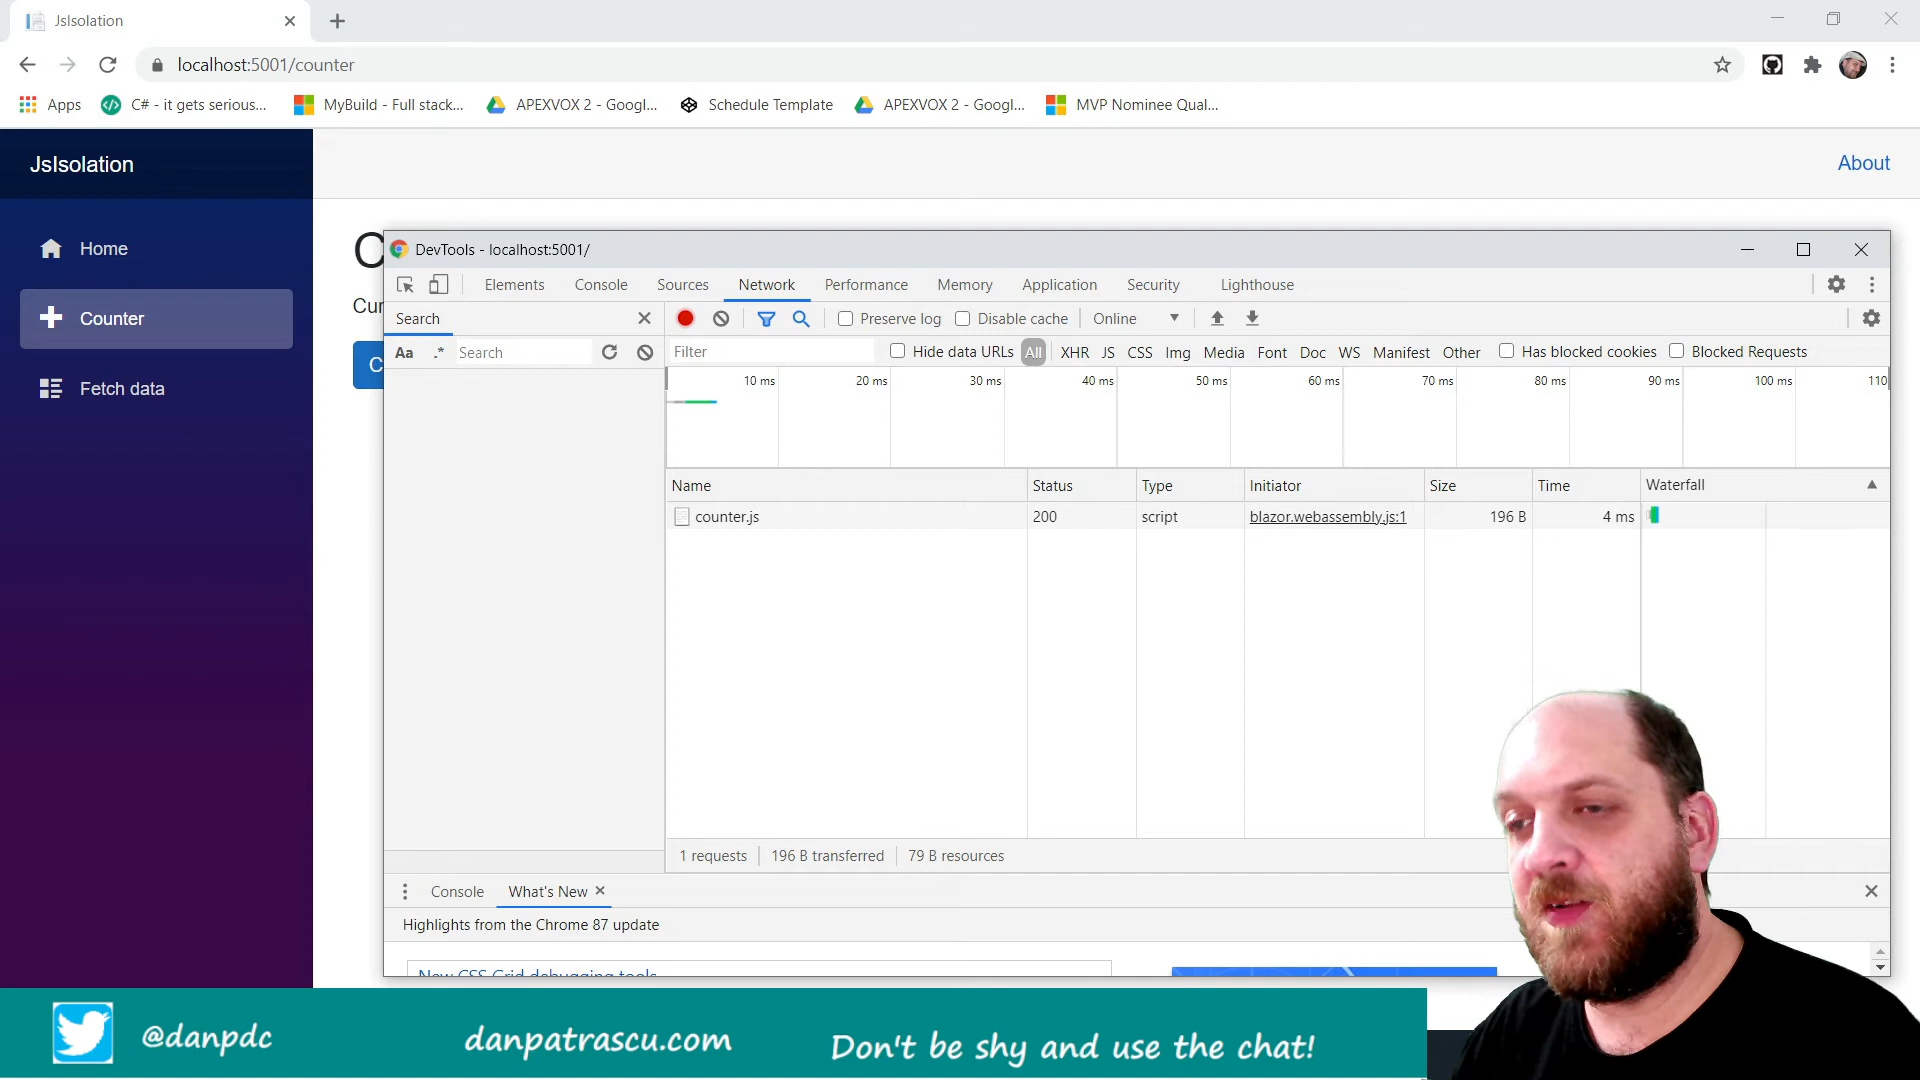 JsIsolation
localhost:5001/counter
Apps
C# - it gets serious...
MyBuild - Full stack...
APEXVOX 2 - Googl...
Schedule Template
APEXVOX 2 - Googl...
MVP Nominee Qual...
JsIsolation
About
Home
Counter
Fetch data
C
Cur
C
DevTools - localhost:5001/
Elements Console Sources Network Performance Memory Application Security Lighthouse
Search
Preserve log Disable cache Online
Aa .* Search
Filter Hide data URLs All XHR JS CSS Img Media Font Doc WS Manifest Other Has blocked cookies Blocked Requests
10 ms 20 ms 30 ms 40 ms 50 ms 60 ms 70 ms 80 ms 90 ms 100 ms 110
Name Status Type Initiator Size Time Waterfall
counter.js 200 script blazor.webassembly.js:1 196 B 4 ms
1 requests 196 B transferred 79 B resources
Console What's New
Highlights from the Chrome 87 update
New CSS Grid debugging tools
@danpdc
danpatrascu.com
Don't be shy and use the chat!